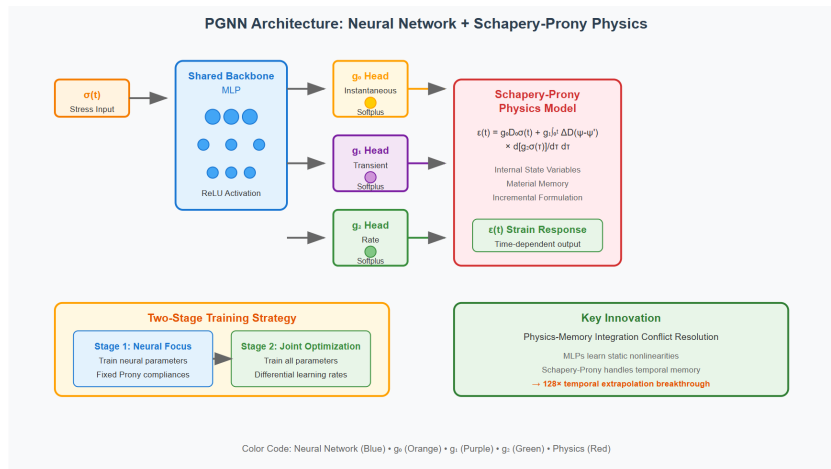 PGNN Architecture: Neural Network + Schapery-Prony Physics
σ(t)
Stress Input
Shared Backbone
MLP
ReLU Activation
g₀ Head
Instantaneous
Softplus
g₁ Head
Transient
Softplus
g₂ Head
Rate
Softplus
Schapery-Prony
Physics Model
ε(t) = g₀D₀σ(t) + g₁∫₀ᵗ ΔD(ψ-ψ')
× d[g₂σ(τ)]/dτ dτ
Internal State Variables
Material Memory
Incremental Formulation
ε(t) Strain Response
Time-dependent output
Two-Stage Training Strategy
Stage 1: Neural Focus
Train neural parameters
Fixed Prony compliances
Stage 2: Joint Optimization
Train all parameters
Differential learning rates
Key Innovation
Physics-Memory Integration Conflict Resolution
MLPs learn static nonlinearities
Schapery-Prony handles temporal memory
→ 128× temporal extrapolation breakthrough
Color Code: Neural Network (Blue) • g₀ (Orange) • g₁ (Purple) • g₂ (Green) • Physics (Red)